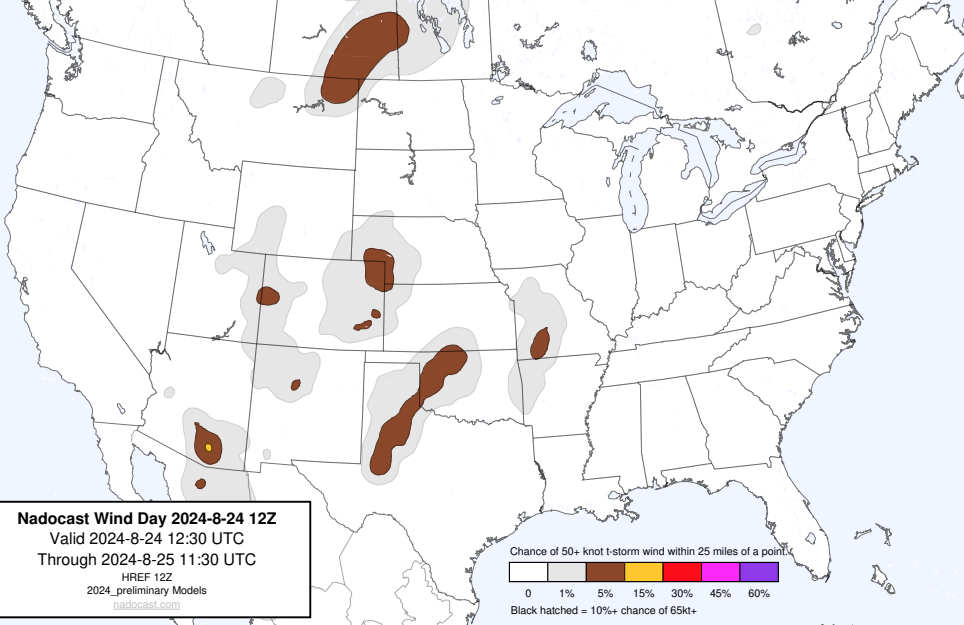 Nadocast Wind Day 2024-8-24 12Z
Valid 2024-8-24 12:30 UTC
Through 2024-8-25 11:30 UTC
HREF 12Z
2024_preliminary Models
nadocast.com
Chance of 50+ knot t-storm wind within 25 miles of a point.
0 1% 5% 15% 30% 45% 60%
Black hatched = 10%+ chance of 65kt+